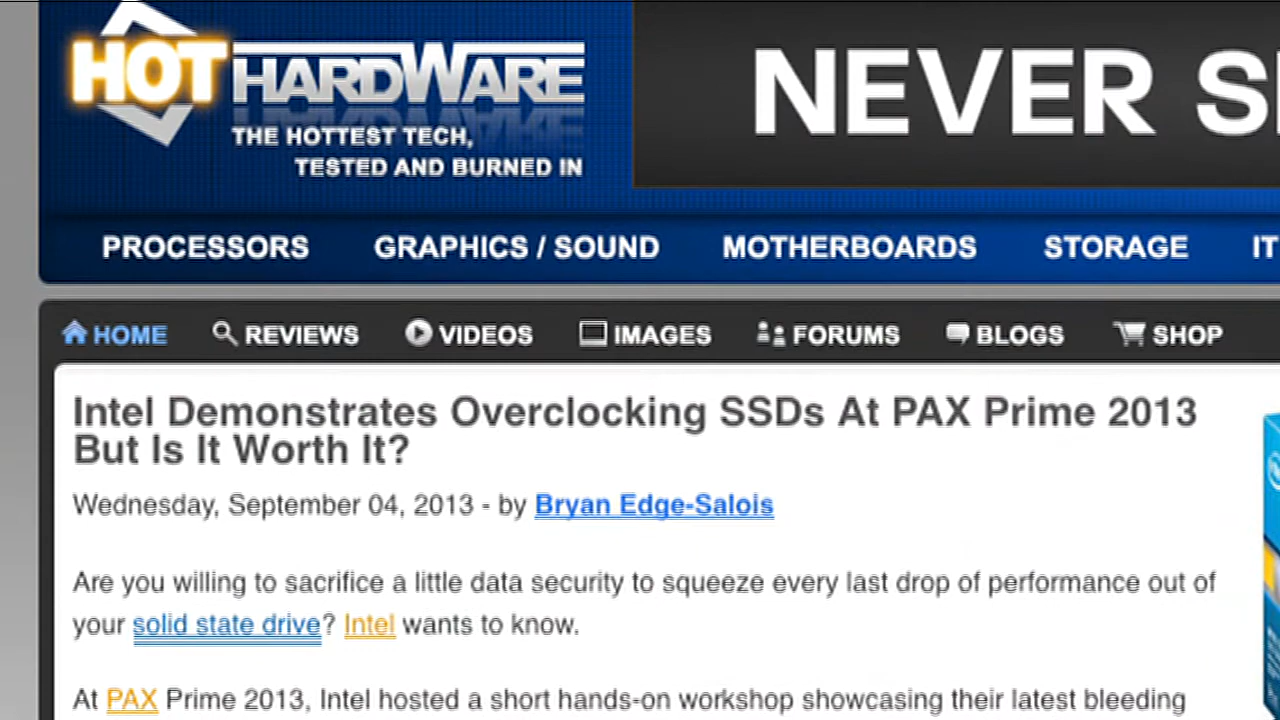 HOT HARDWARE
THE HOTTEST TECH,
TESTED AND BURNED IN
NEVER S
PROCESSORS GRAPHICS / SOUND MOTHERBOARDS STORAGE IT
HOME REVIEWS VIDEOS IMAGES FORUMS BLOGS SHOP
Intel Demonstrates Overclocking SSDs At PAX Prime 2013
But Is It Worth It?
Wednesday, September 04, 2013 - by Bryan Edge-Salois
Are you willing to sacrifice a little data security to squeeze every last drop of performance out of
your solid state drive? Intel wants to know.
At PAX Prime 2013, Intel hosted a short hands-on workshop showcasing their latest bleeding